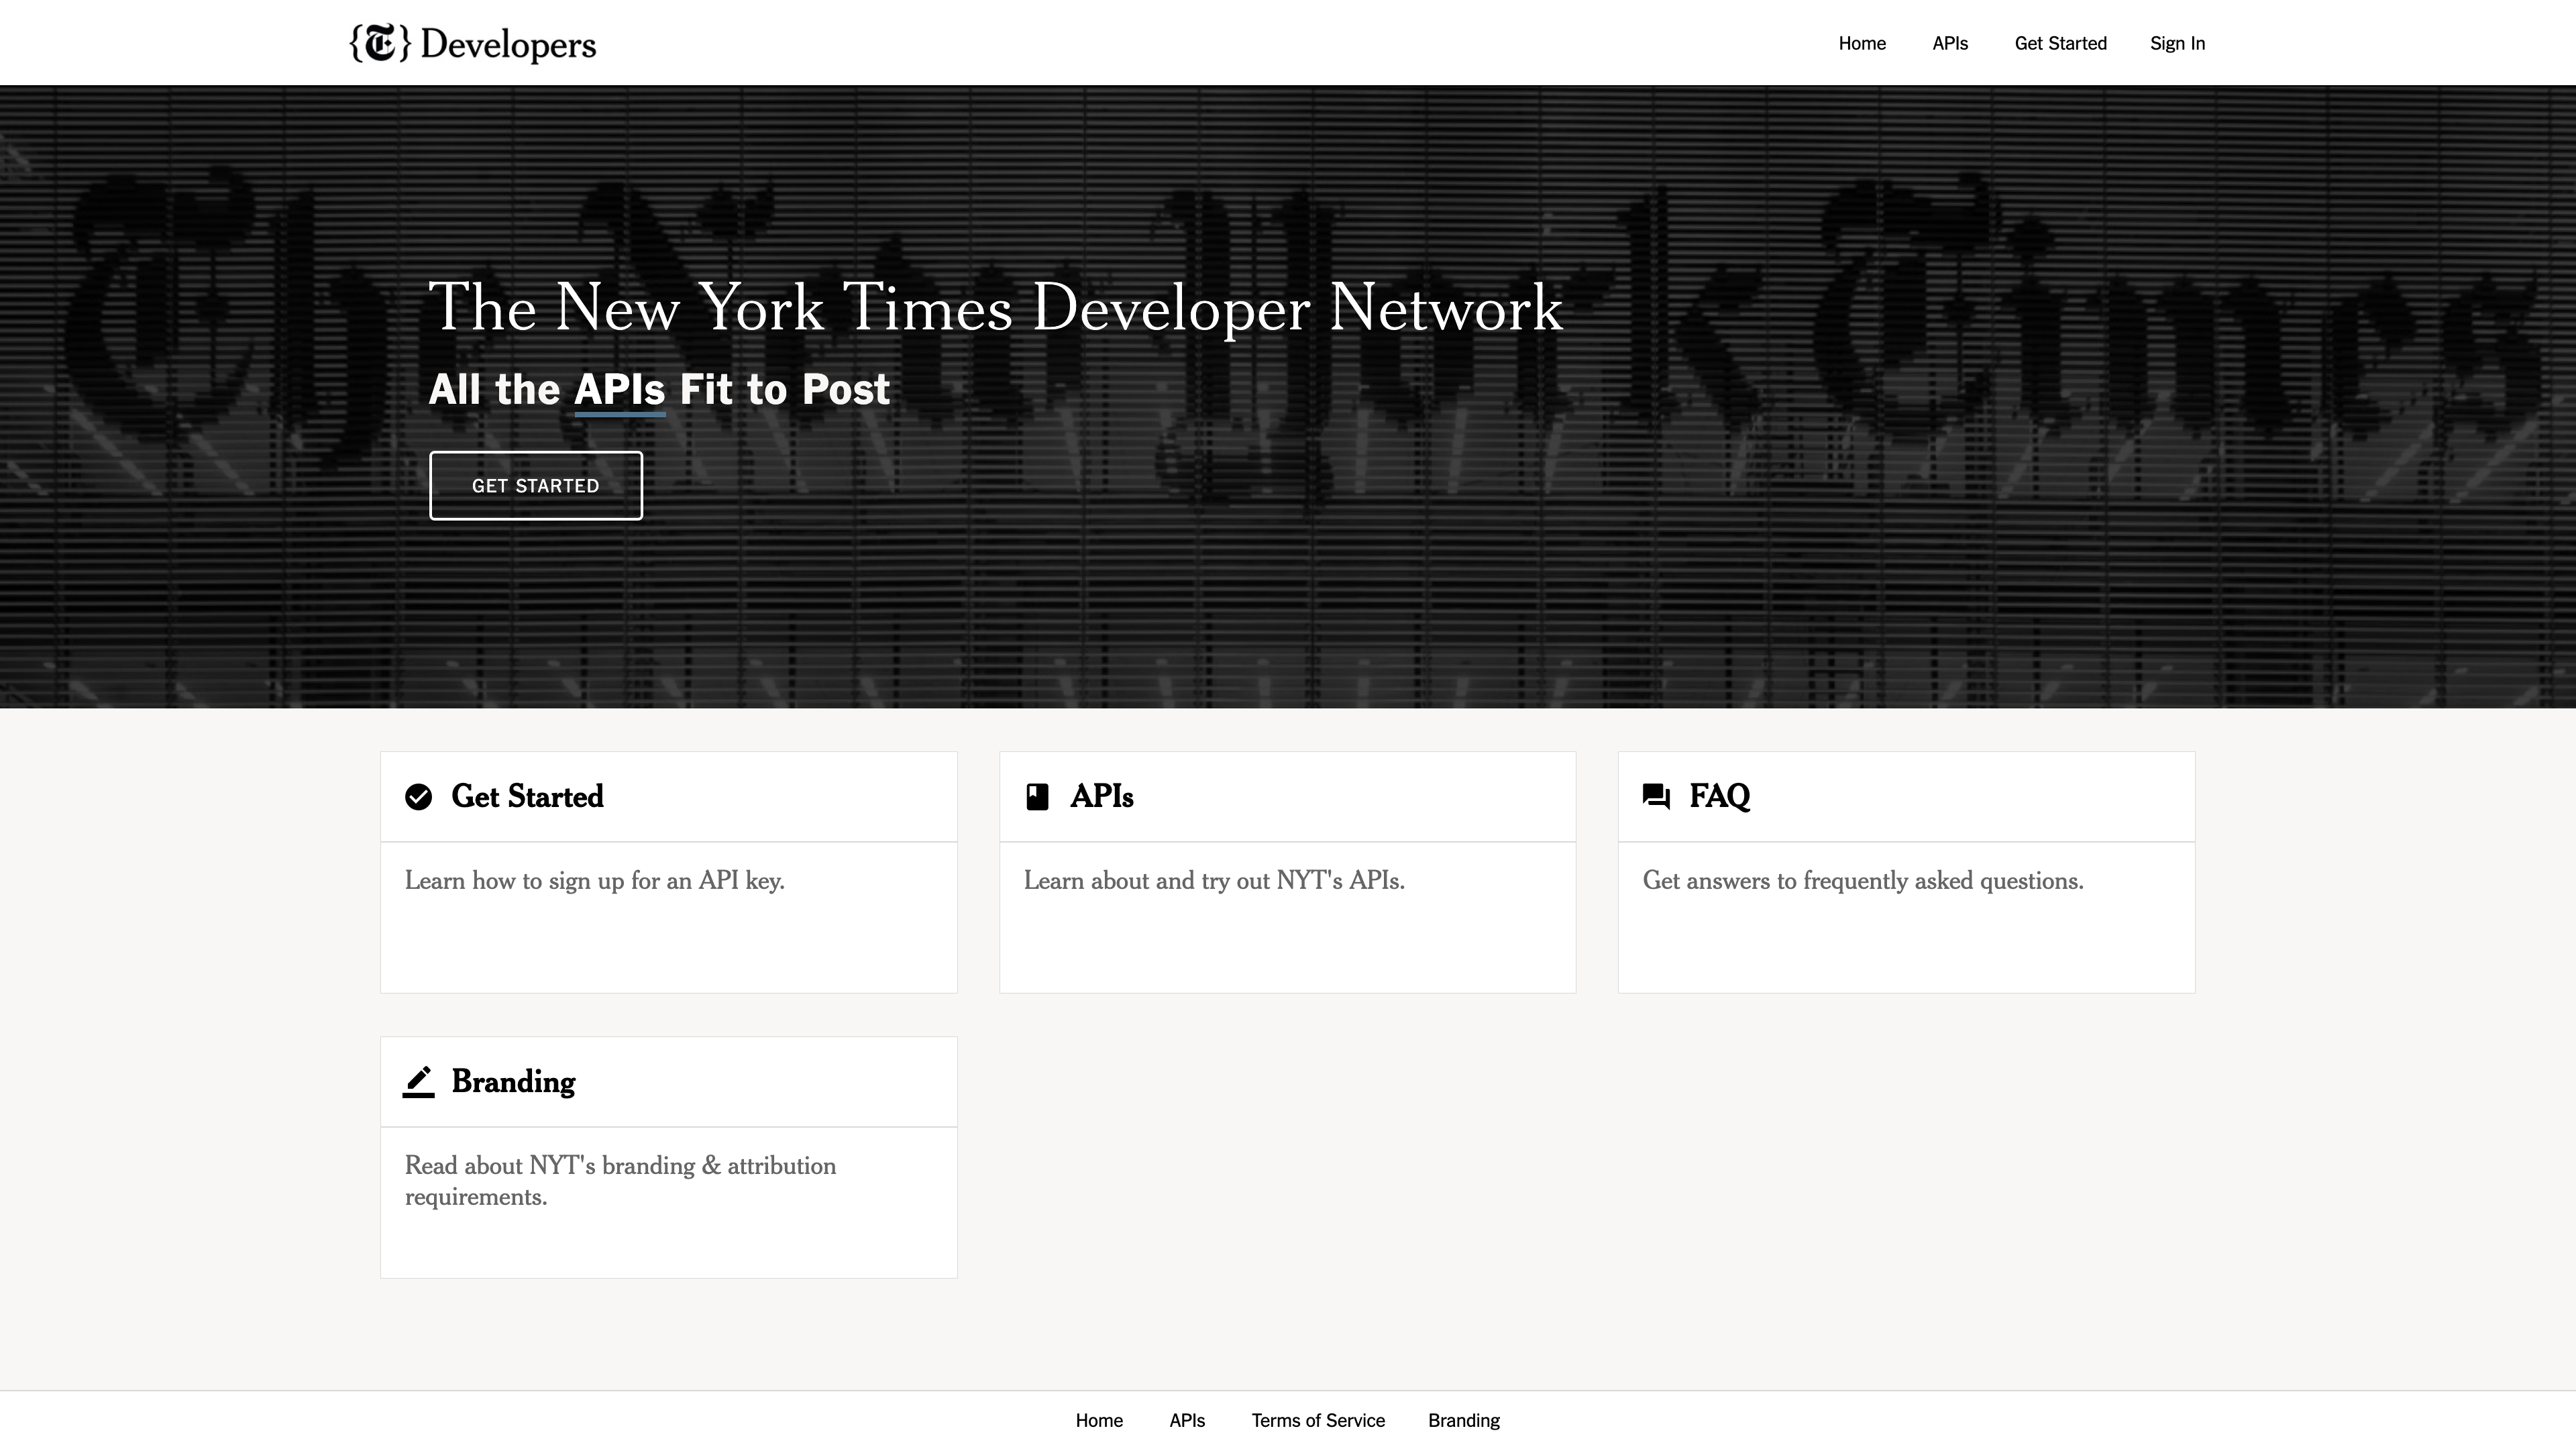 {T} Developers
Home APIs Get Started Sign In
The New York Times
The New York Times Developer Network
All the APIs Fit to Post
GET STARTED
Get Started
Learn how to sign up for an API key.
APIs
Learn about and try out NYT's APIs.
FAQ
Get answers to frequently asked questions.
Branding
Read about NYT's branding & attribution
requirements.
Home APIs Terms of Service Branding